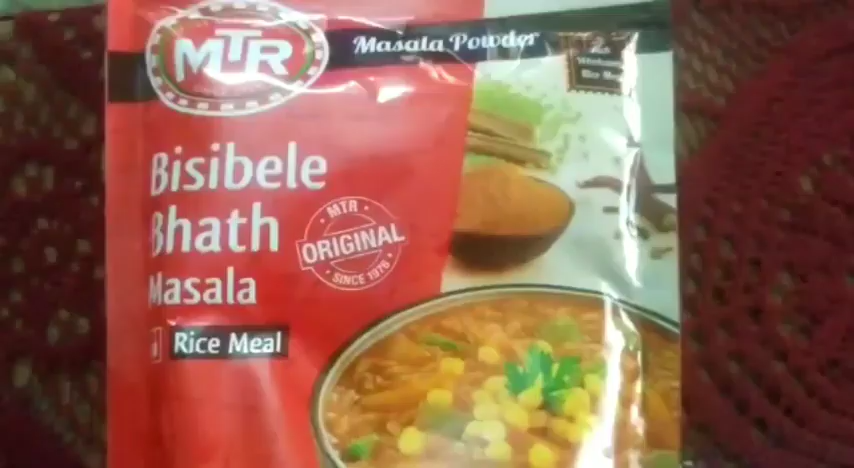 MTR
Masala Powder
Bisibele
Bhath
Masala
MTR
ORIGINAL
SINCE 1976
Rice Meal